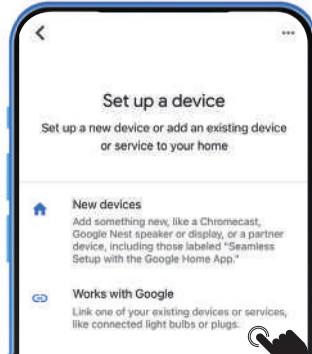 Set up a device
Set up a new device or add an existing device
or service to your home
New devices
Add something new, like a Chromecast,
Google Nest speaker or display, or a partner
device, including those labeled "Seamless
Setup with the Google Home App."
Works with Google
Link one of your existing devices or services,
like connected light bulbs or plugs.